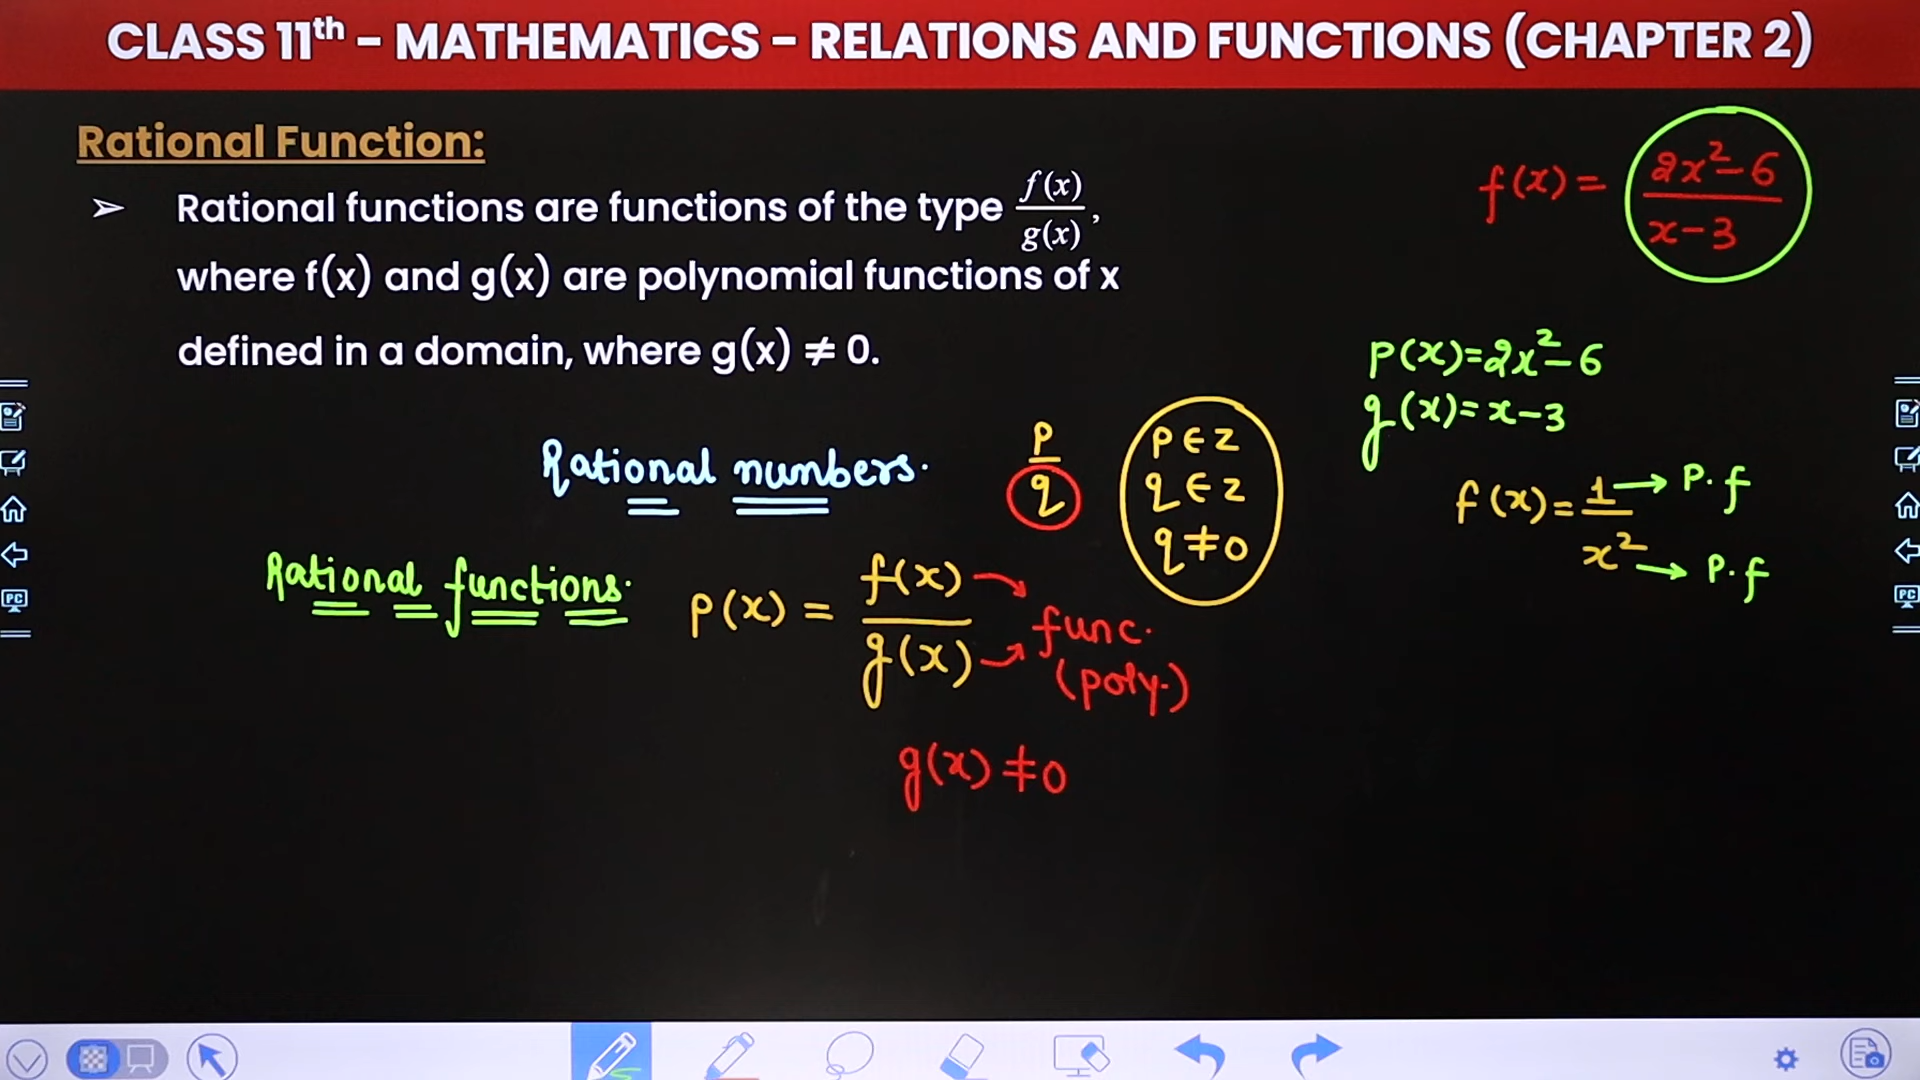 CLASS 11th - MATHEMATICS - RELATIONS AND FUNCTIONS (CHAPTER 2)
Rational Function:
➢ Rational functions are functions of the type f(x)/g(x),
where f(x) and g(x) are polynomial functions of x
defined in a domain, where g(x) ≠ 0.
f(x) = (2x²-6)/(x-3)
p(x)=2x²-6
g(x)=x-3
Rational numbers.
p/q
p∈z
q∈z
q≠0
f(x)=1/x²
→ P.f
→ P.f
Rational functions.
p(x) = f(x)/g(x)
func.
(poly.)
g(x)≠0
PC
PC